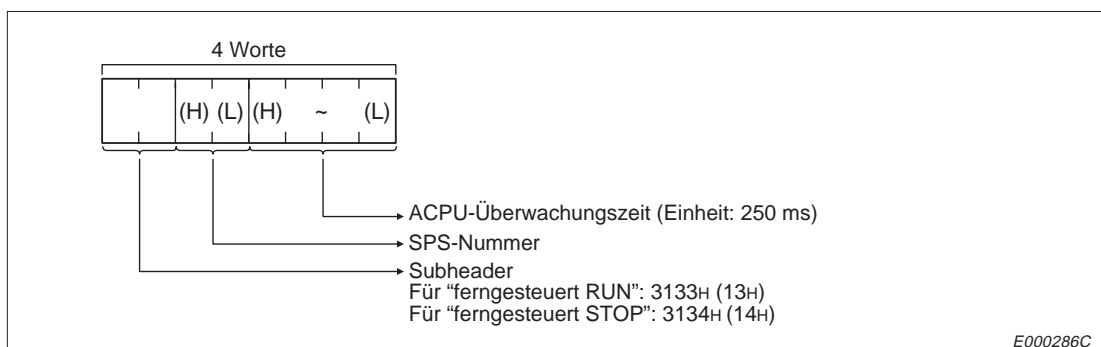 4 Worte
(H) (L) (H) ~ (L)
ACPU-Überwachungszeit (Einheit: 250 ms)
SPS-Nummer
Subheader
Für “ferngesteuert RUN”: 3133H (13H)
Für “ferngesteuert STOP”: 3134H (14H)
E000286C